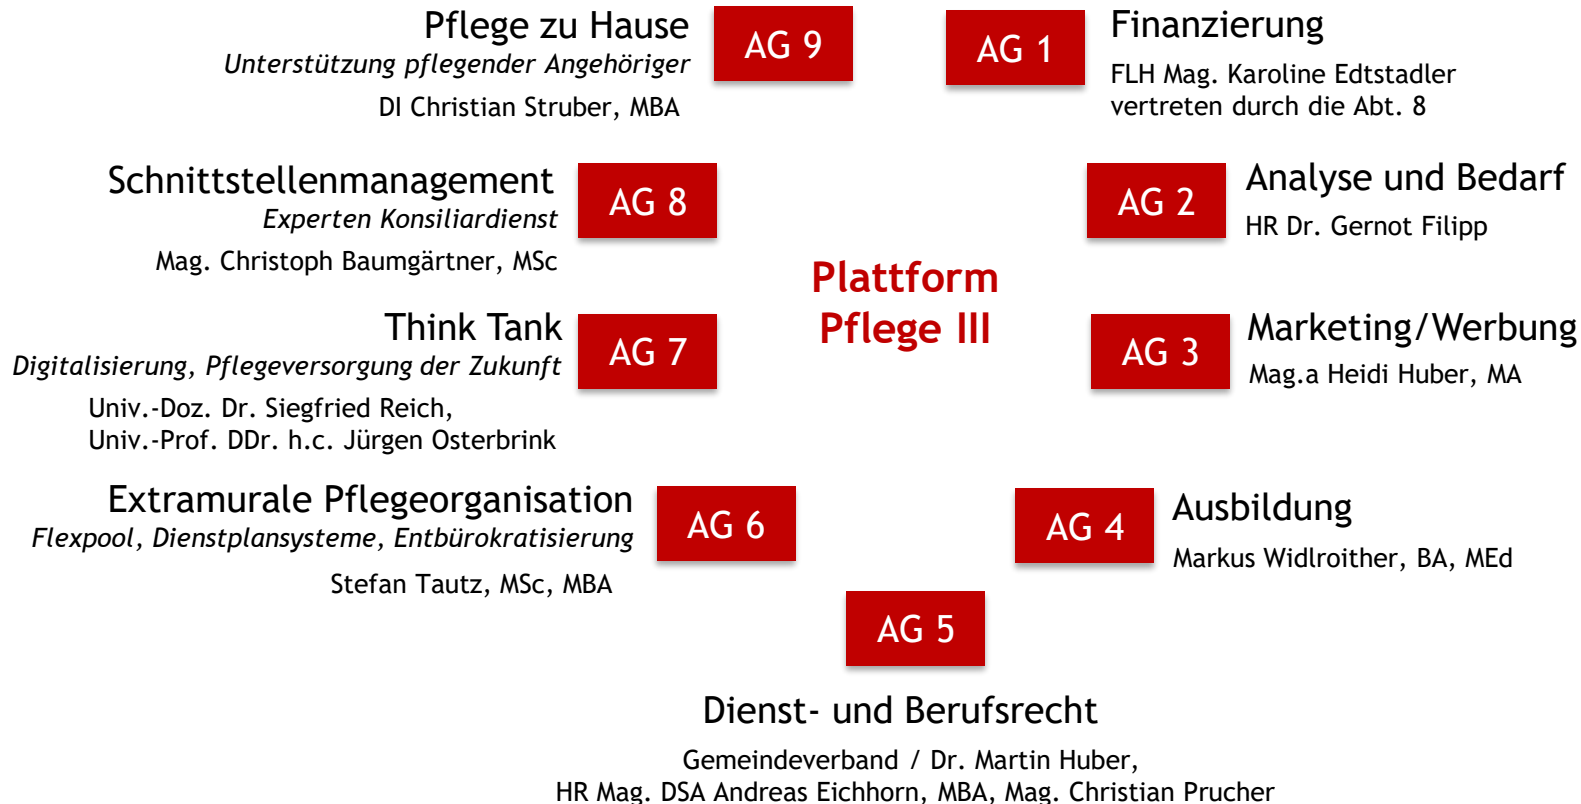 Pflege zu Hause
Unterstützung pflegender Angehöriger
DI Christian Struber, MBA
AG 9
AG 1
Finanzierung
FLH Mag. Karoline Edtstadler
vertreten durch die Abt. 8
Schnittstellenmanagement
Experten Konsiliardienst
Mag. Christoph Baumgärtner, MSc
AG 8
AG 2
Analyse und Bedarf
HR Dr. Gernot Filipp
Plattform
Pflege III
Think Tank
Digitalisierung, Pflegeversorgung der Zukunft
Univ.-Doz. Dr. Siegfried Reich,
Univ.-Prof. DDr. h.c. Jürgen Osterbrink
AG 7
AG 3
Marketing/Werbung
Mag.a Heidi Huber, MA
Extramurale Pflegeorganisation
Flexpool, Dienstplansysteme, Entbürokratisierung
Stefan Tautz, MSc, MBA
AG 6
AG 4
Ausbildung
Markus Widlroither, BA, MEd
AG 5
Dienst- und Berufsrecht
Gemeindeverband / Dr. Martin Huber,
HR Mag. DSA Andreas Eichhorn, MBA, Mag. Christian Prucher